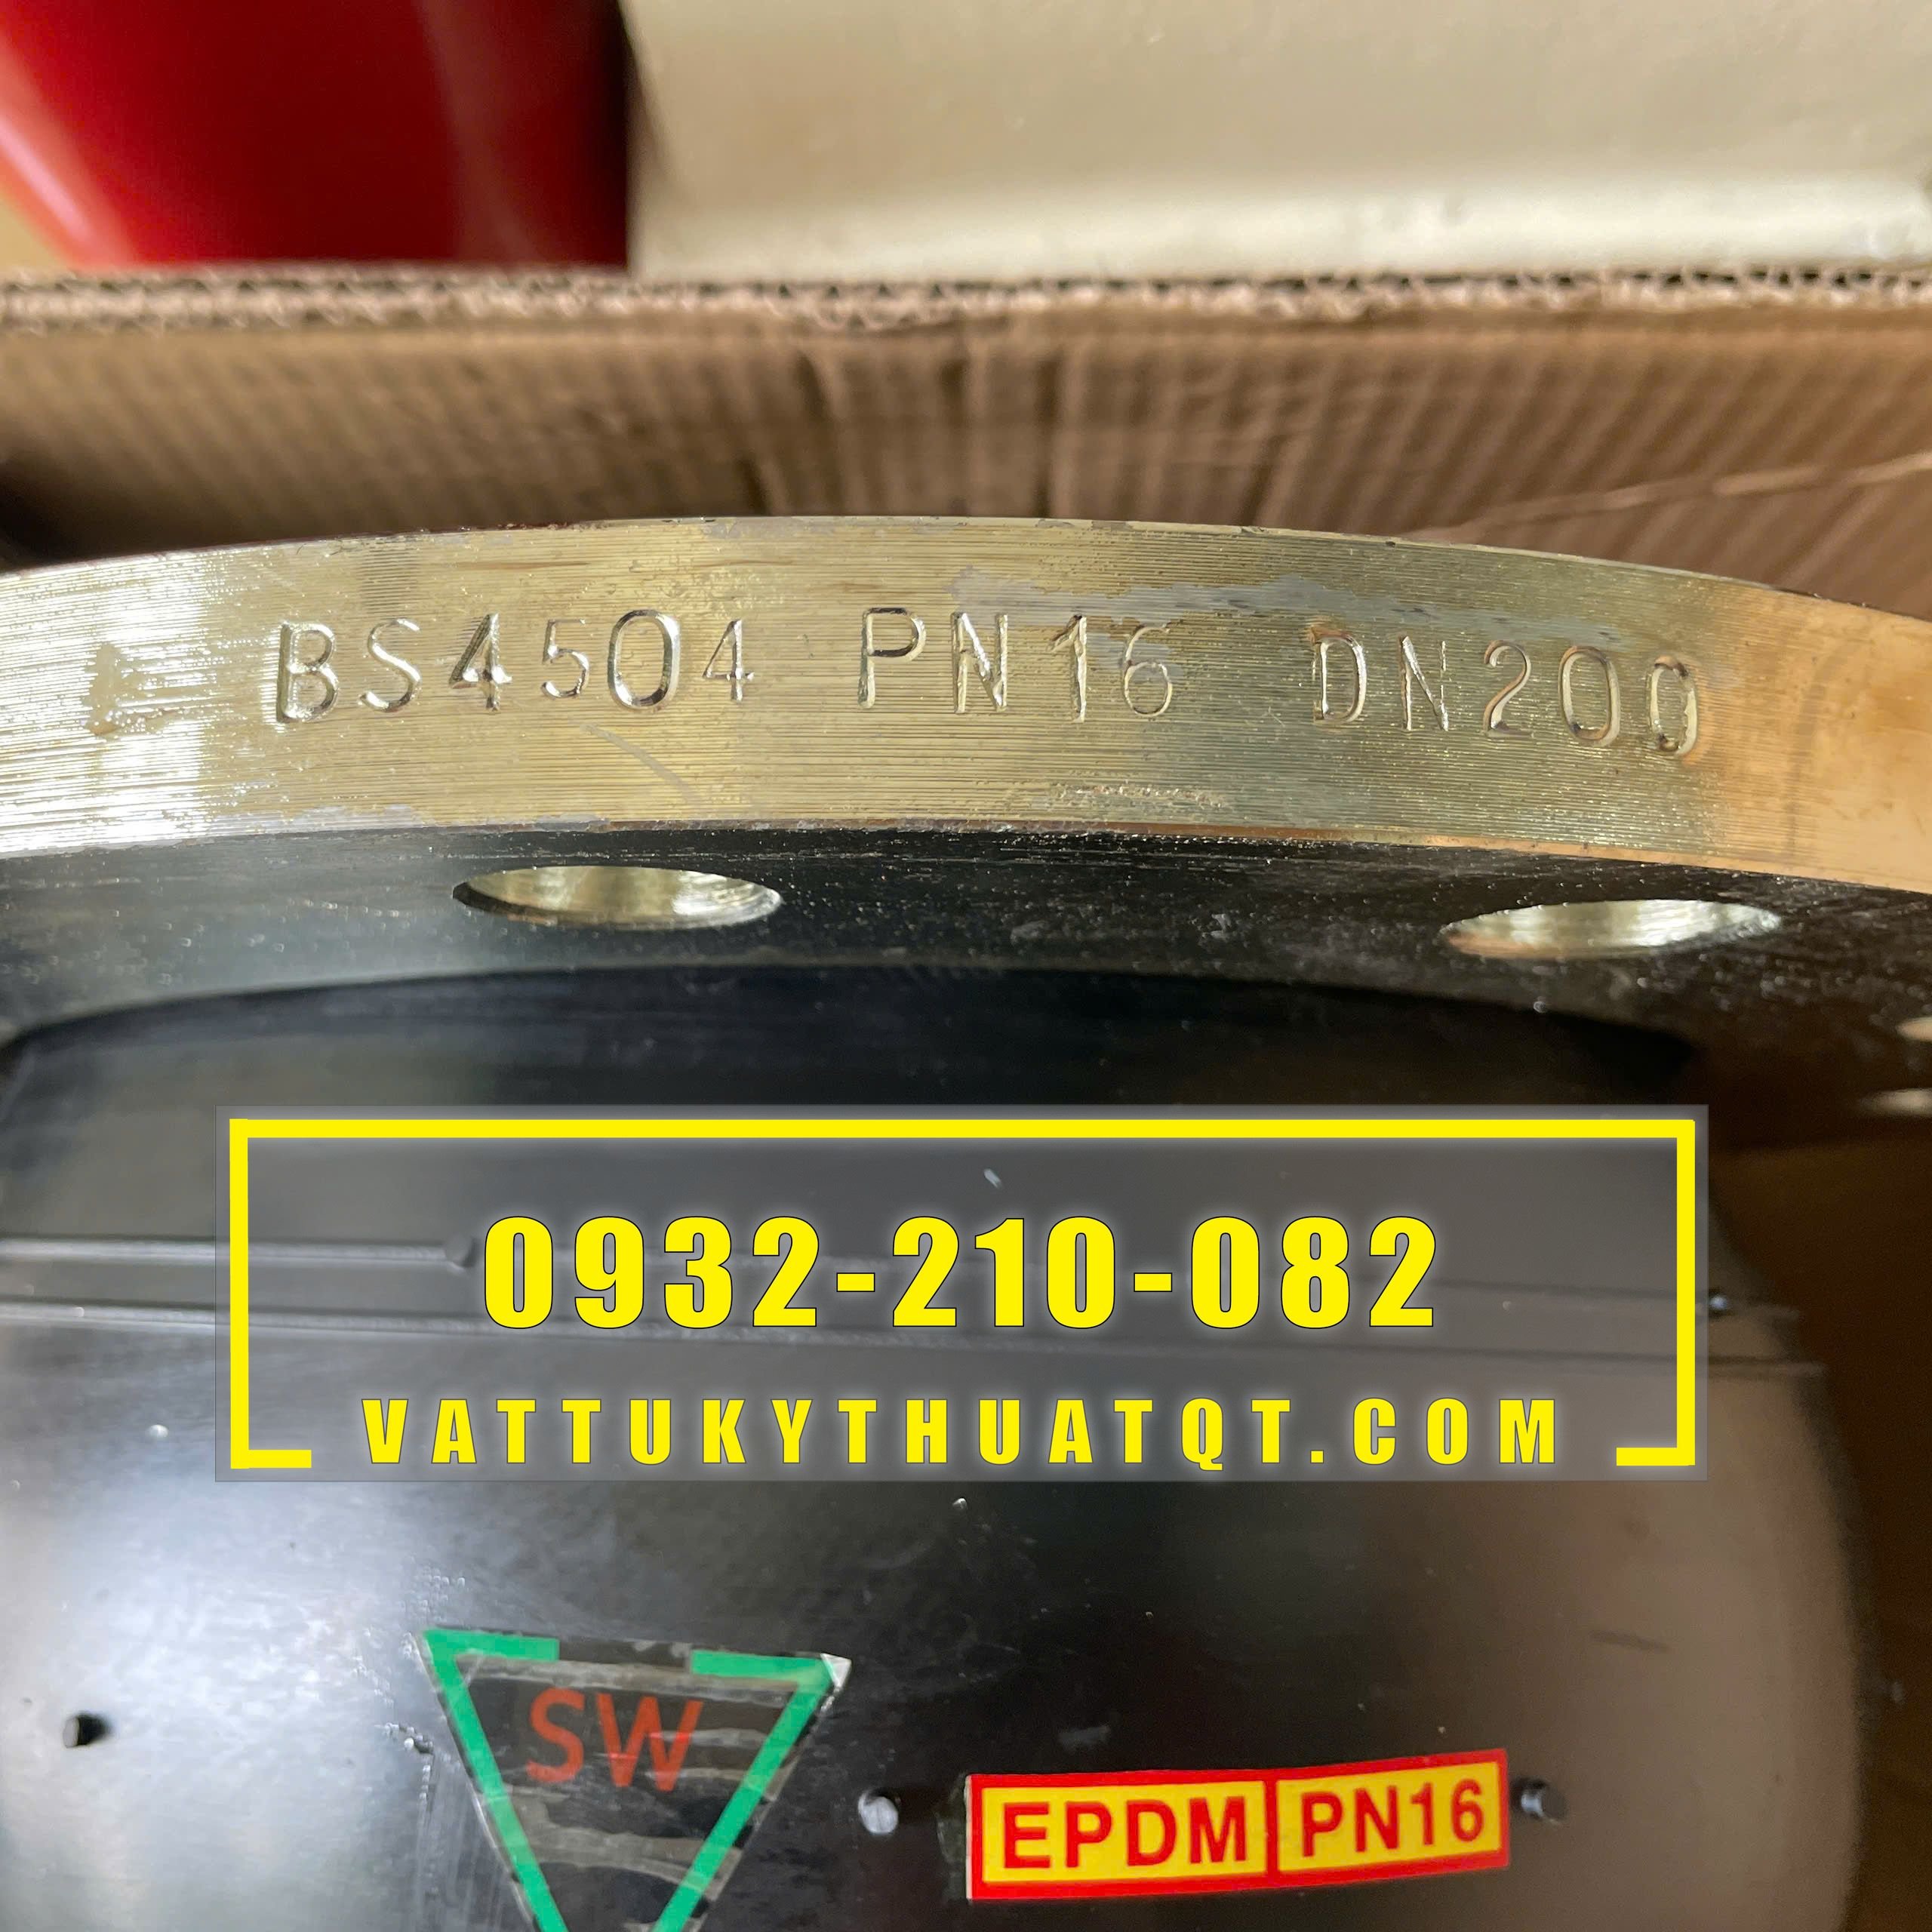 BS4504 PN16 DN200
0932-210-082
VATTUKYTHUATQT.COM
SW
EPDM PN16